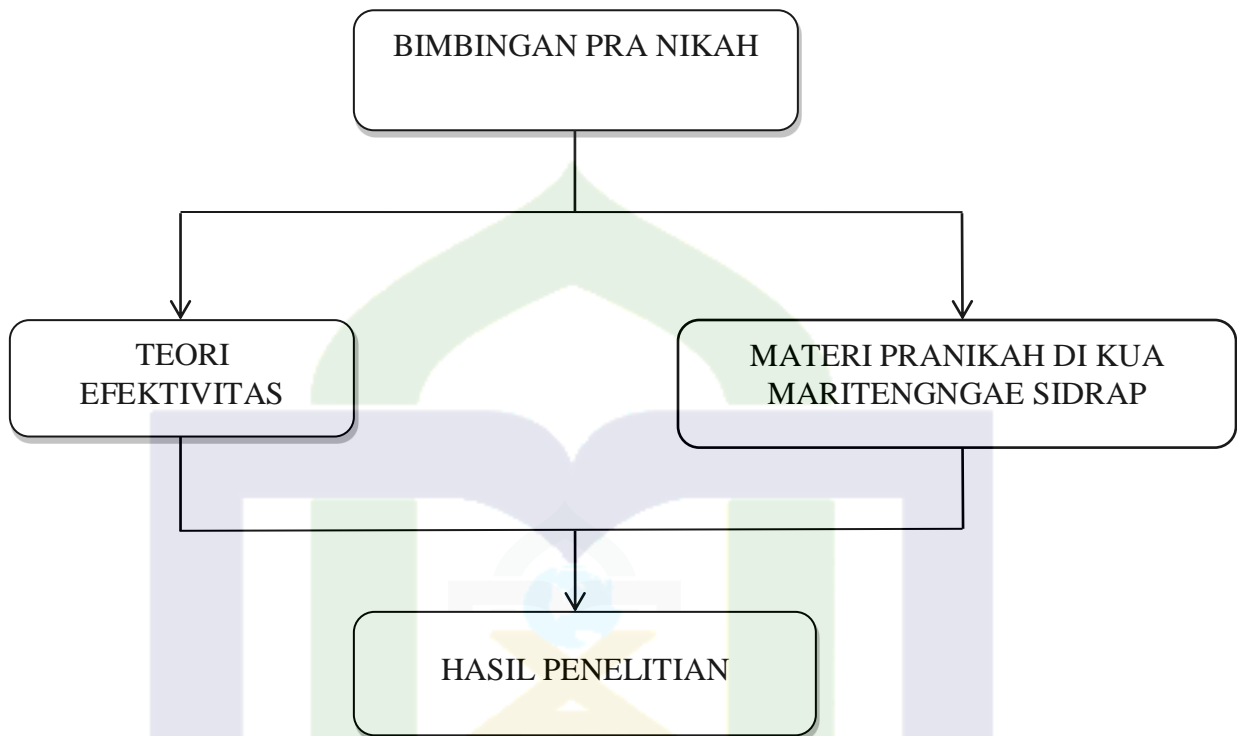 BIMBINGAN PRA NIKAH
TEORI
EFEKTIVITAS
MATERI PRANIKAH DI KUA
MARITENGNGAE SIDRAP
HASIL PENELITIAN